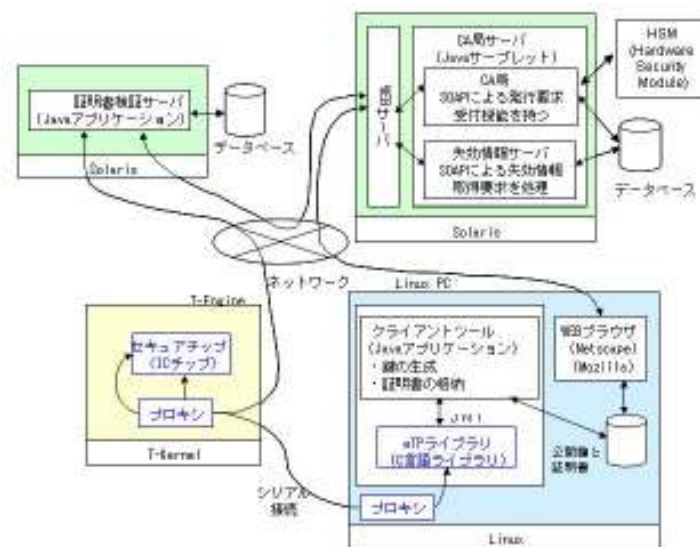 証明書検証サーバ
(Javaアプリケーション)
データベース
Solaris
CA局サーバ
(Javaサーブレット)
CA局
SOAPによる発行要求
受付機能を持つ
失効情報サーバ
SOAPによる失効情報
取得要求を処理
Solaris
HSM
(Hardware
Security
Module)
データベース
ネットワーク
T-Engine
セキュアチップ
(ICチップ)
プロキシ
T-Kernel
シリアル
接続
Linux PC
クライアントツール
(Javaアプリケーション)
・鍵の生成
・証明書の格納
JNI
eTPライブラリ
(C言語ライブラリ)
プロキシ
WEBブラウザ
(Netscape)
(Mozilla)
公開鍵と
証明書
Linux